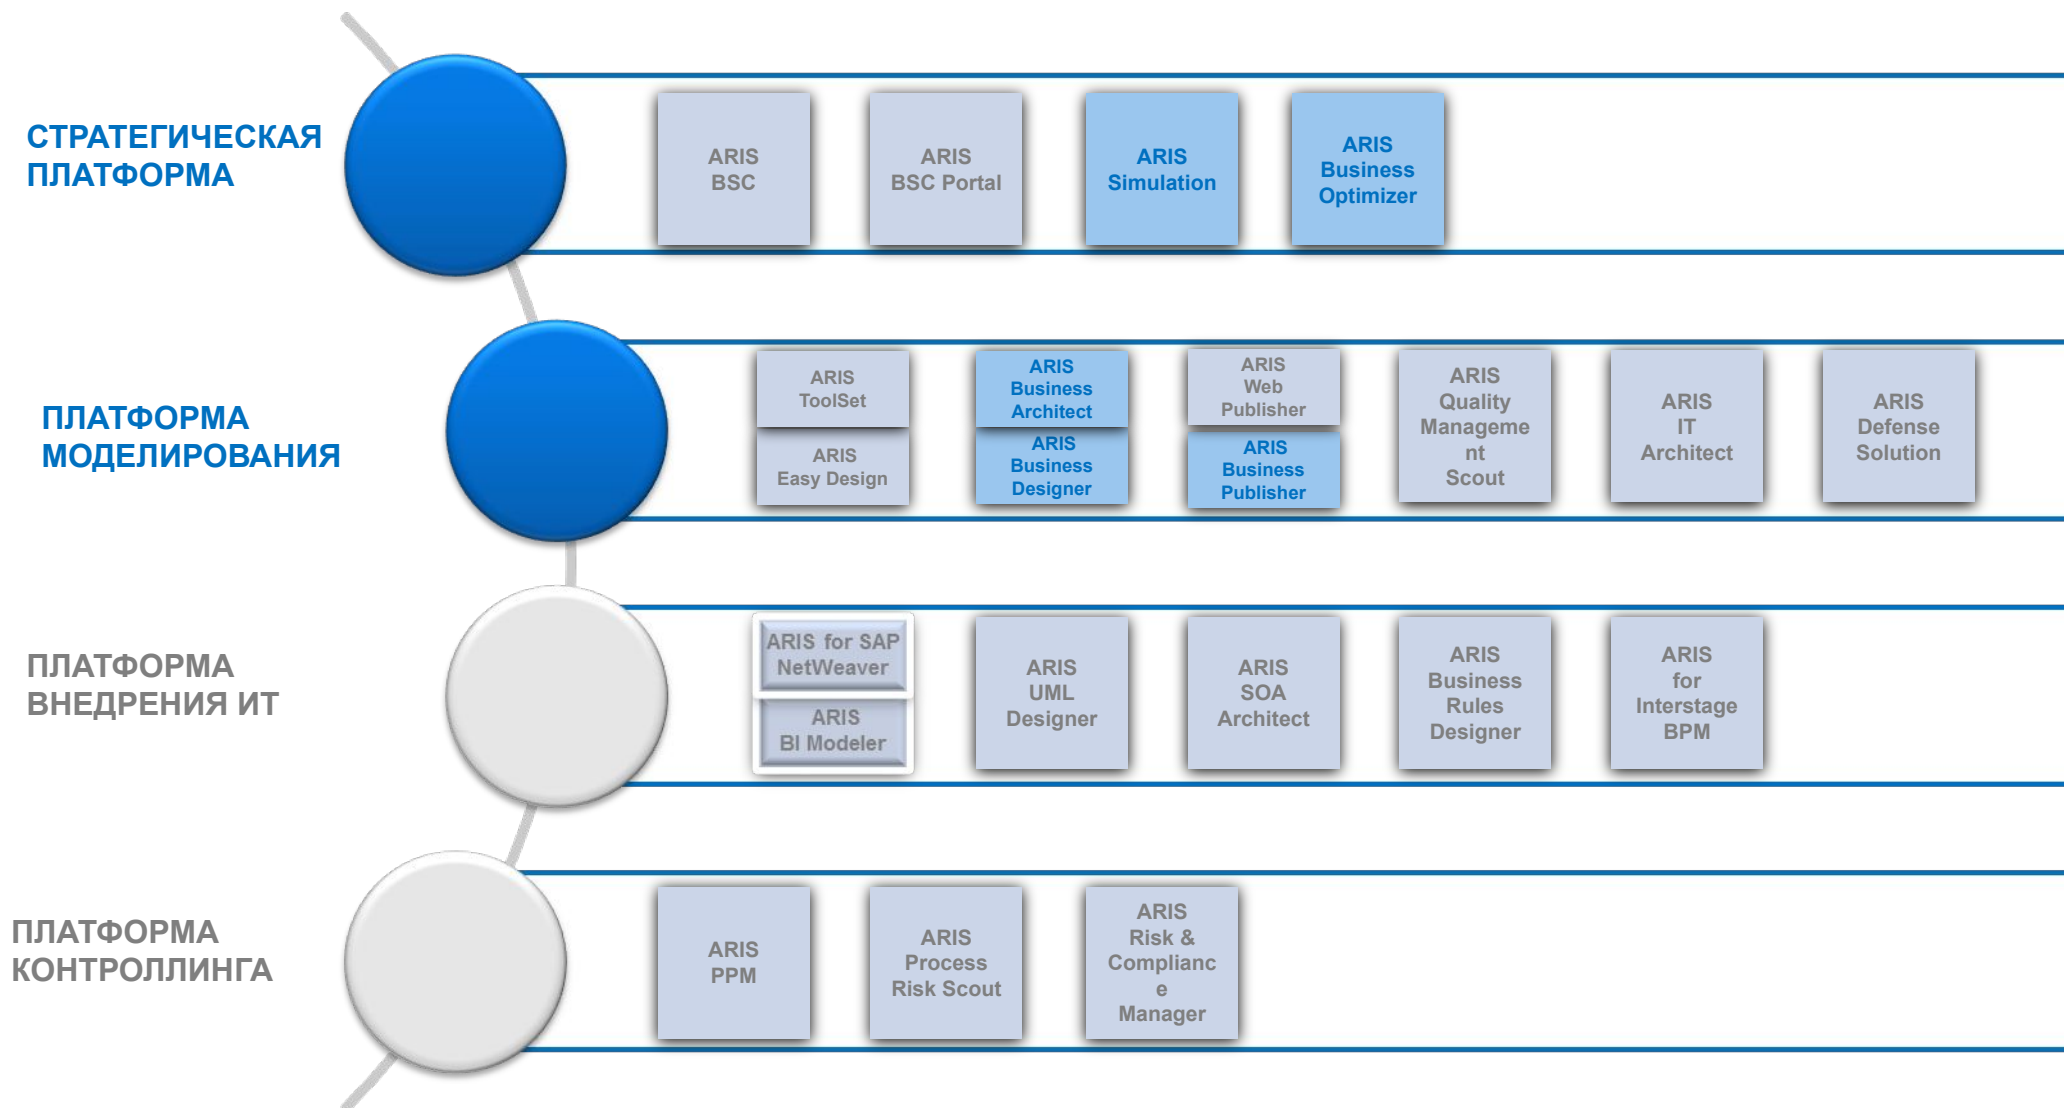 СТРАТЕГИЧЕСКАЯ
ПЛАТФОРМА
ARIS
BSC
ARIS
BSC Portal
ARIS
Simulation
ARIS
Business
Optimizer
ПЛАТФОРМА
МОДЕЛИРОВАНИЯ
ARIS
ToolSet
ARIS
Easy Design
ARIS
Business
Architect
ARIS
Business
Designer
ARIS
Web
Publisher
ARIS
Business
Publisher
ARIS
Quality
Manageme
nt
Scout
ARIS
IT
Architect
ARIS
Defense
Solution
ПЛАТФОРМА
ВНЕДРЕНИЯ ИТ
ARIS for SAP
NetWeaver
ARIS
BI Modeler
ARIS
UML
Designer
ARIS
SOA
Architect
ARIS
Business
Rules
Designer
ARIS
for
Interstage
BPM
ПЛАТФОРМА
КОНТРОЛЛИНГА
ARIS
PPM
ARIS
Process
Risk Scout
ARIS
Risk &
Complianc
e
Manager